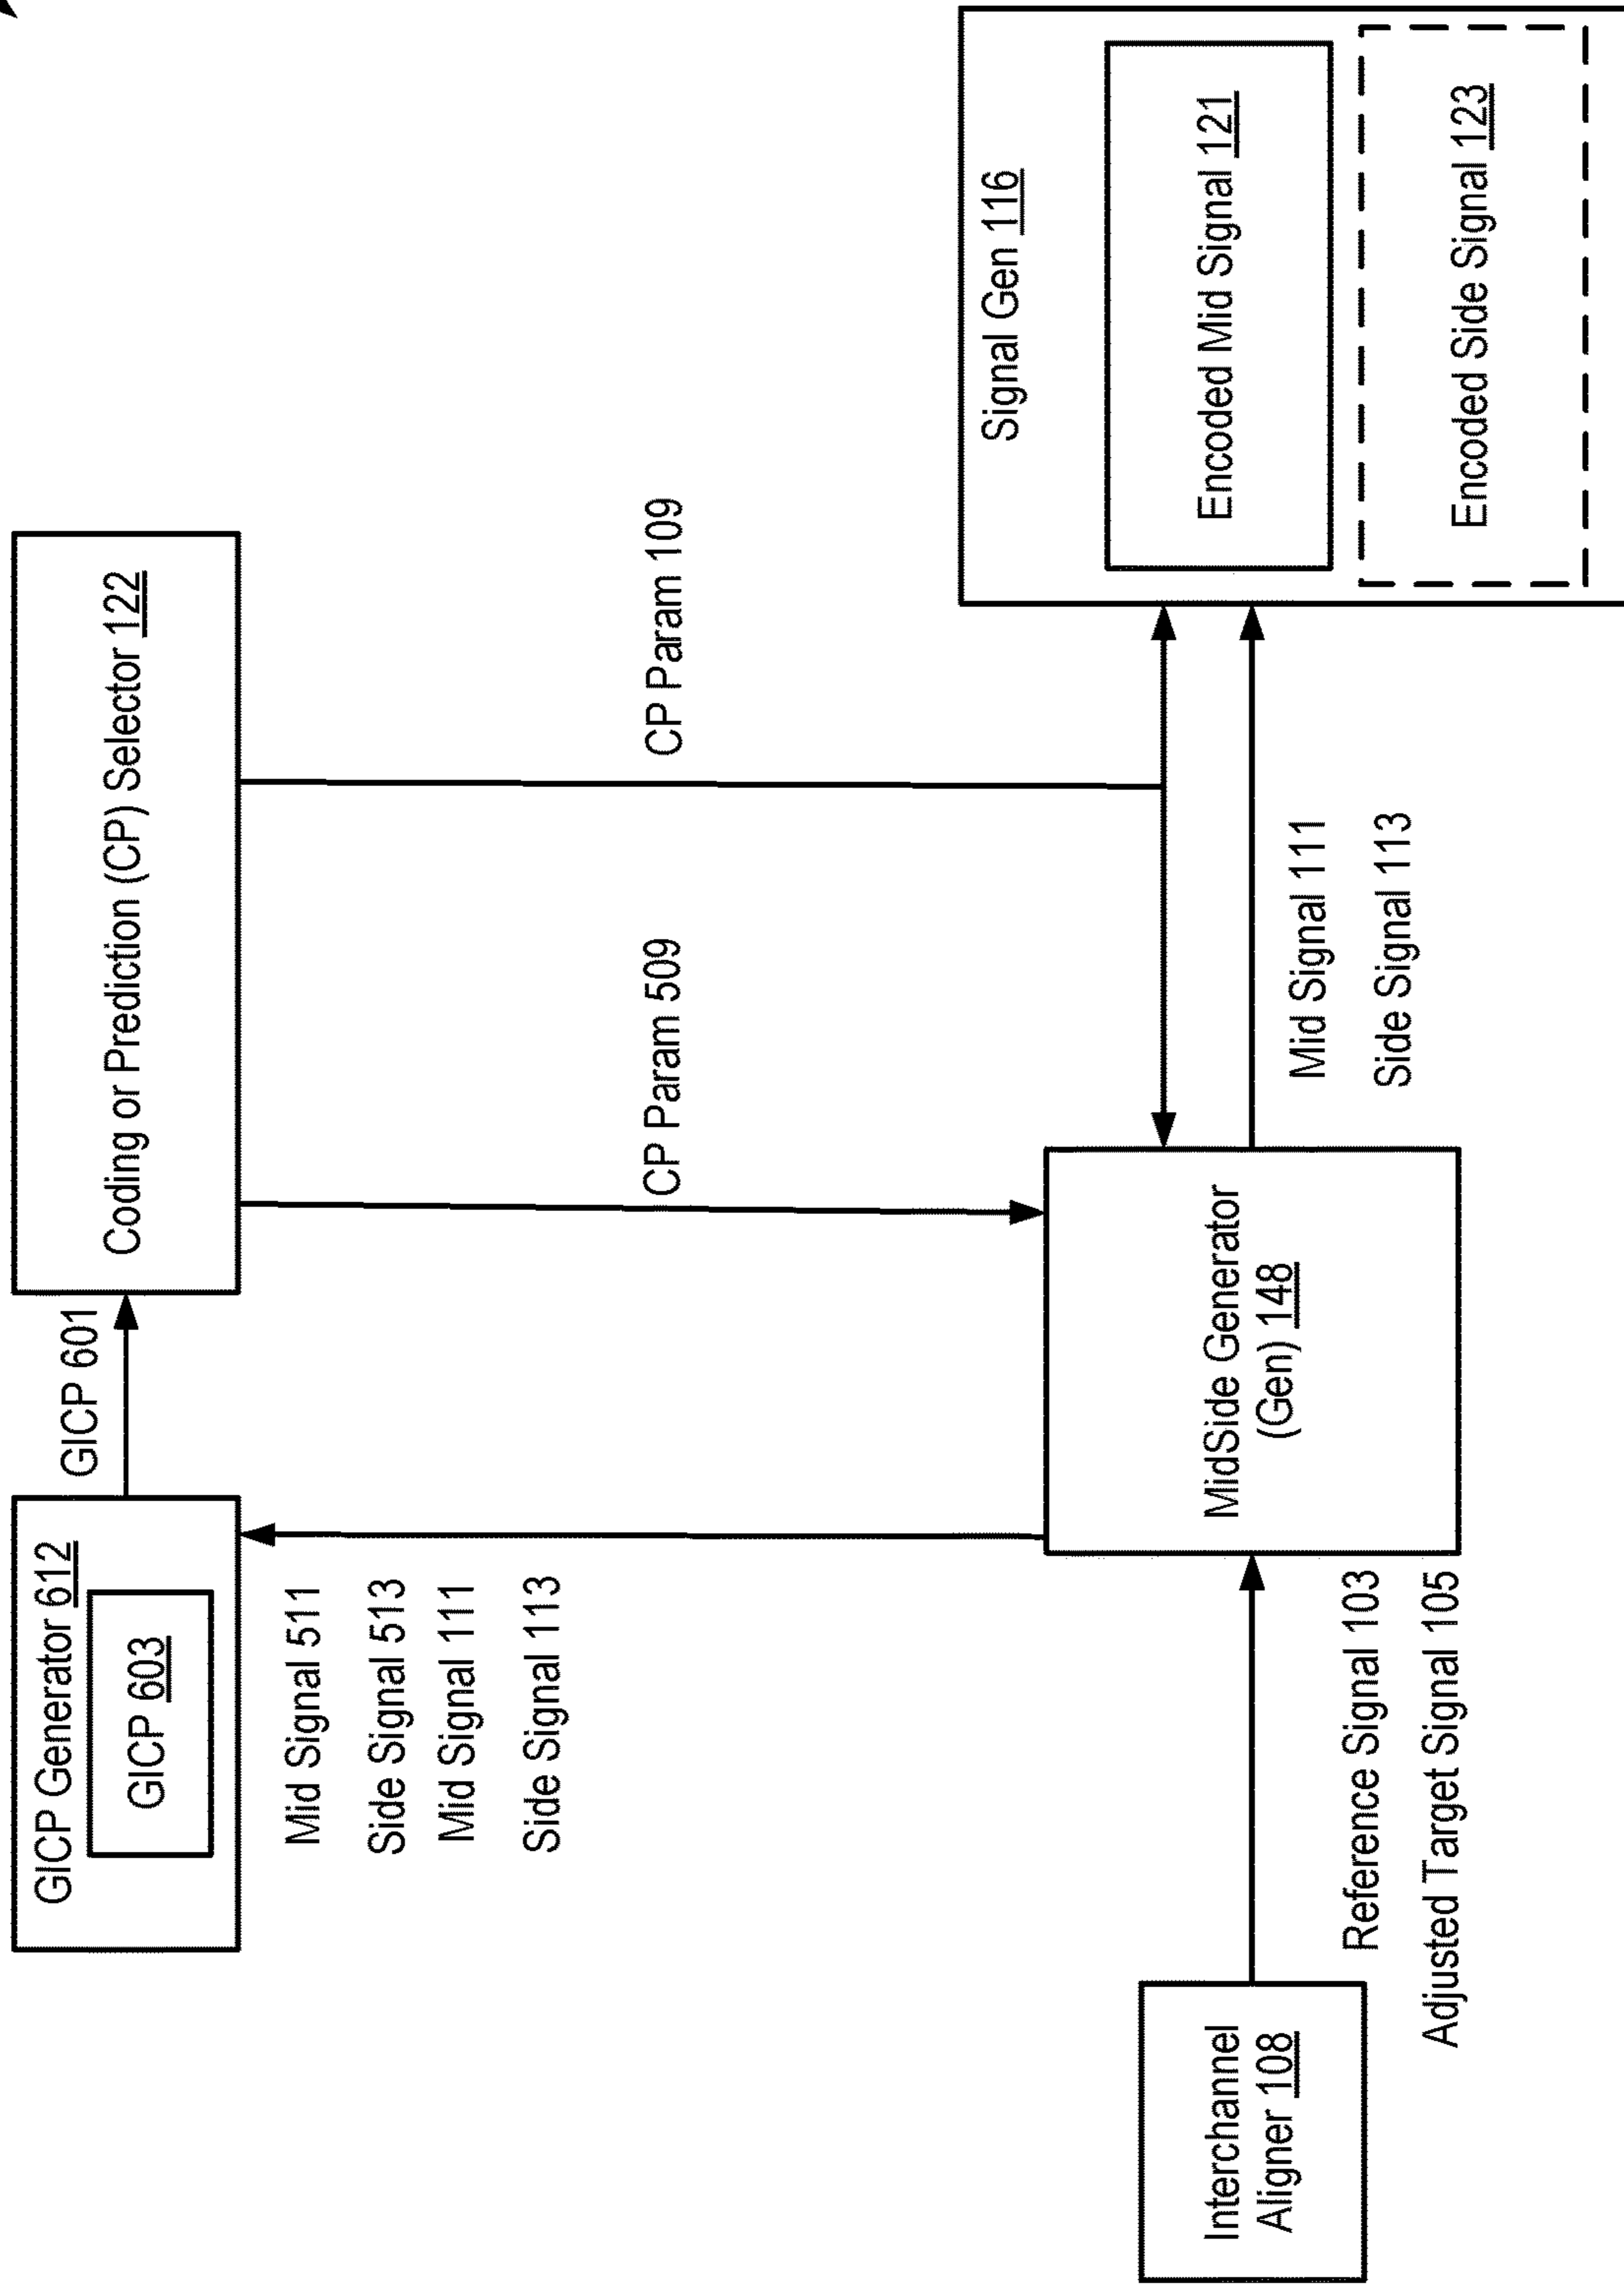 GICP Generator 612
GICP 603
GICP 601
Coding or Prediction (CP) Selector 122
Mid Signal 511
Side Signal 513
Mid Signal 111
Side Signal 113
CP Param 509
CP Param 109
Interchannel
Aligner 108
Reference Signal 103
Adjusted Target Signal 105
MidSide Generator
(Gen) 148
Mid Signal 111
Side Signal 113
Signal Gen 116
Encoded Mid Signal 121
Encoded Side Signal 123